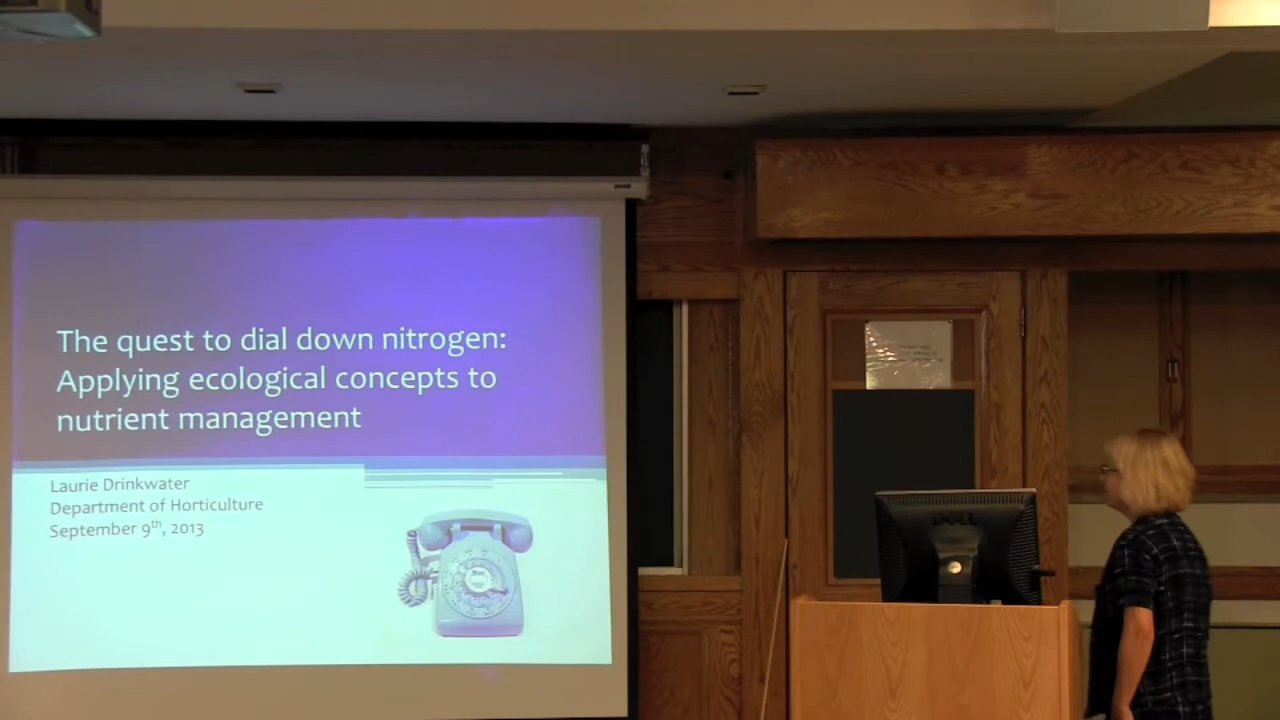 The quest to dial down nitrogen:
Applying ecological concepts to
nutrient management
Laurie Drinkwater
Department of Horticulture
September 9th, 2013
DELL